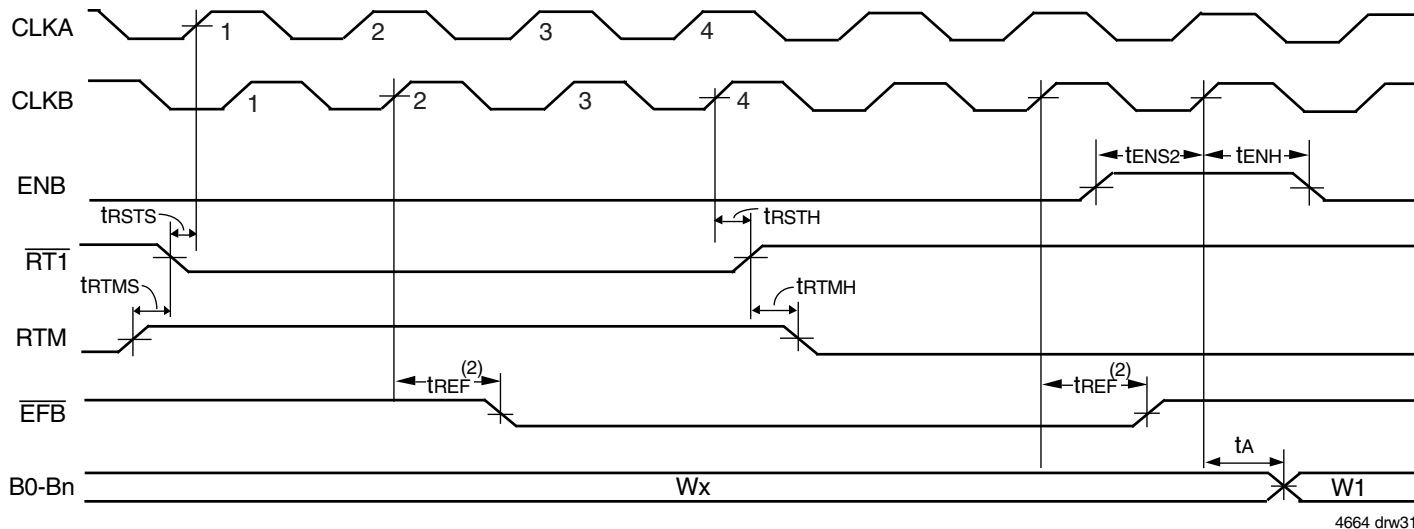 CLKA 1 2 3 4
CLKB 1 2 3 4
tENS2 tENH
ENB
tRSTS tRSTH
RT1
tRTMS tRTMH
RTM
tREF(2) tREF(2)
EFB
tA
B0-Bn Wx W1
4664 drw31